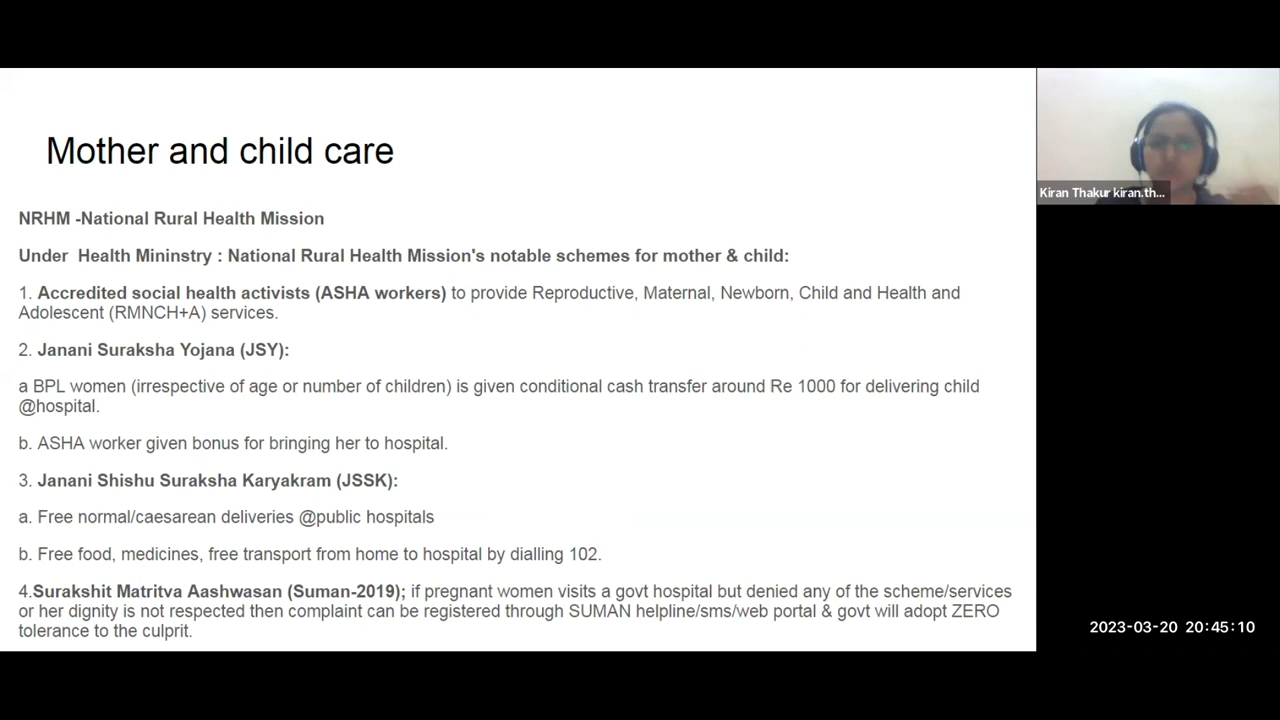 Mother and child care
NRHM -National Rural Health Mission
Under Health Mininstry : National Rural Health Mission's notable schemes for mother & child:
1. Accredited social health activists (ASHA workers) to provide Reproductive, Maternal, Newborn, Child and Health and
Adolescent (RMNCH+A) services.
2. Janani Suraksha Yojana (JSY):
a BPL women (irrespective of age or number of children) is given conditional cash transfer around Re 1000 for delivering child
@hospital.
b. ASHA worker given bonus for bringing her to hospital.
3. Janani Shishu Suraksha Karyakram (JSSK):
a. Free normal/caesarean deliveries @public hospitals
b. Free food, medicines, free transport from home to hospital by dialling 102.
4.Surakshit Matritva Aashwasan (Suman-2019); if pregnant women visits a govt hospital but denied any of the scheme/services
or her dignity is not respected then complaint can be registered through SUMAN helpline/sms/web portal & govt will adopt ZERO
tolerance to the culprit.
Kiran Thakur kiran.th...
2023-03-20 20:45:10